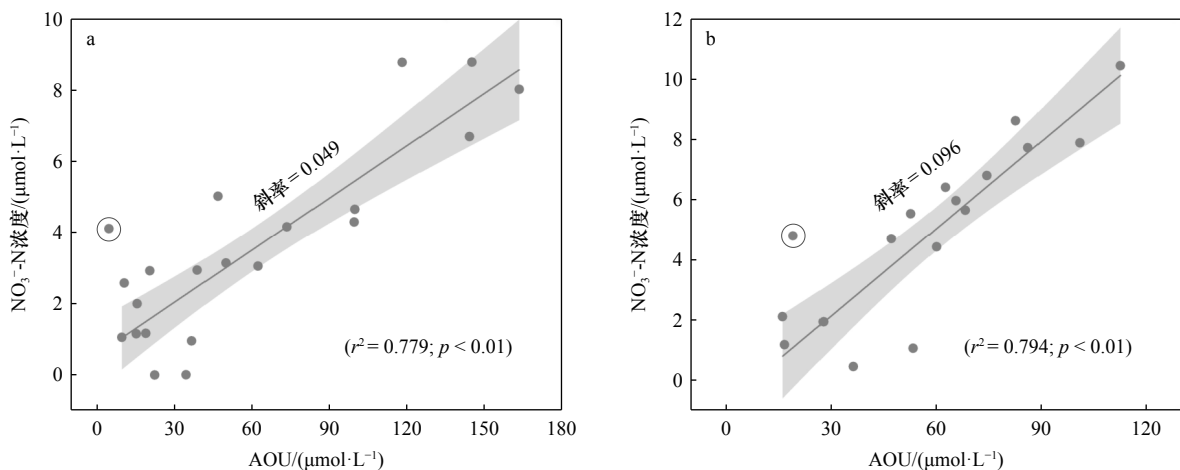 a
10
8
6
4
2
0
NO₃⁻-N浓度/(μmol·L⁻¹)
斜率 = 0.049
(r² = 0.779; p < 0.01)
0 30 60 90 120 150 180
AOU/(μmol·L⁻¹)
b
12
10
8
6
4
2
0
NO₃⁻-N浓度/(μmol·L⁻¹)
斜率 = 0.096
(r² = 0.794; p < 0.01)
0 30 60 90 120
AOU/(μmol·L⁻¹)